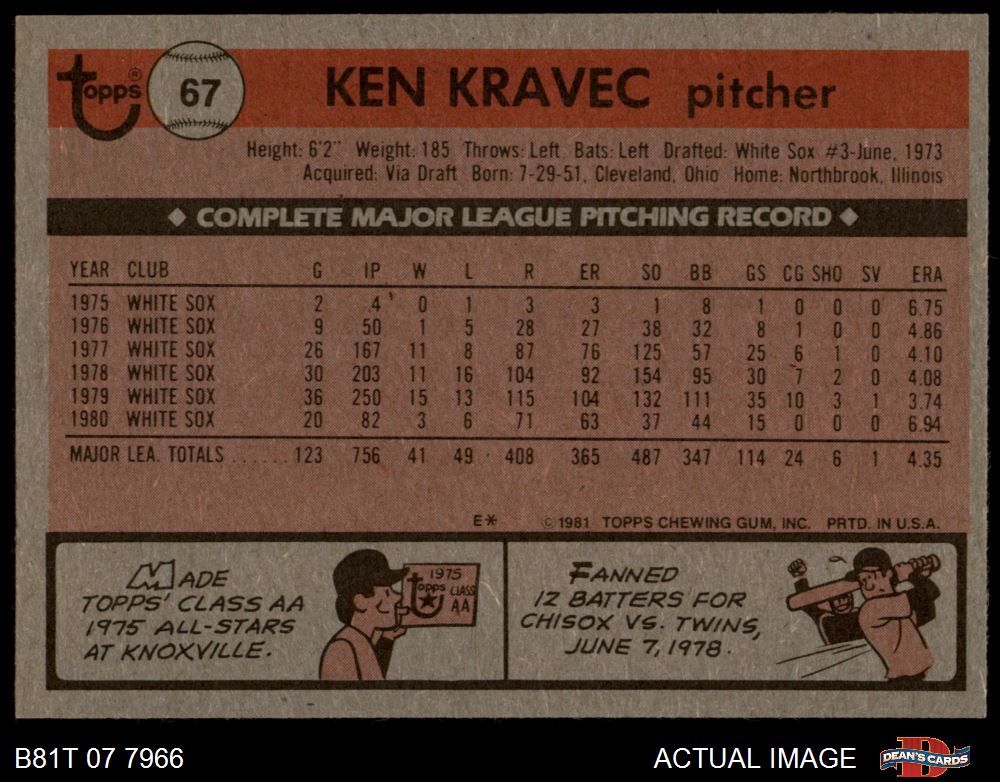 topps® 67 KEN KRAVEC pitcher
Height: 6'2" Weight: 185 Throws: Left Bats: Left Drafted: White Sox #3-June, 1973
Acquired: Via Draft Born: 7-29-51, Cleveland, Ohio Home: Northbrook, Illinois
◆ COMPLETE MAJOR LEAGUE PITCHING RECORD ◆
YEAR CLUB G IP W L R ER SO BB GS CG SHO SV ERA
1975 WHITE SOX 2 4 0 1 3 3 1 8 1 0 0 0 6.75
1976 WHITE SOX 9 50 1 5 28 27 38 32 8 1 0 0 4.86
1977 WHITE SOX 26 167 11 8 87 76 125 57 25 6 1 0 4.10
1978 WHITE SOX 30 203 11 16 104 92 154 95 30 7 2 0 4.08
1979 WHITE SOX 36 250 15 13 115 104 132 111 35 10 3 1 3.74
1980 WHITE SOX 20 82 3 6 71 63 37 44 15 0 0 0 6.94
MAJOR LEA. TOTALS ...... 123 756 41 49 408 365 487 347 114 24 6 1 4.35
E* © 1981 TOPPS CHEWING GUM, INC. PRTD. IN U.S.A.
MADE
TOPPS' CLASS AA
1975 ALL-STARS
AT KNOXVILLE.
1975
topps CLASS
AA
FANNED
12 BATTERS FOR
CHISOX VS. TWINS,
JUNE 7, 1978.
B81T 07 7966 ACTUAL IMAGE DEAN'S CARDS